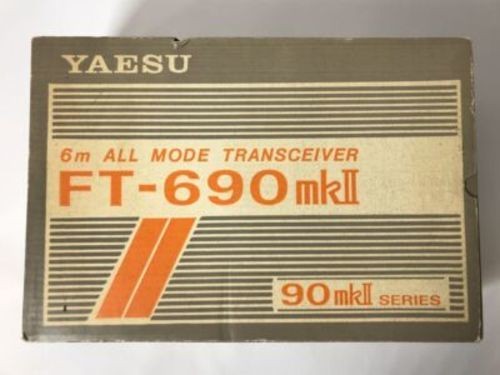 YAESU
6m ALL MODE TRANSCEIVER
FT-690mkII
90mkII SERIES